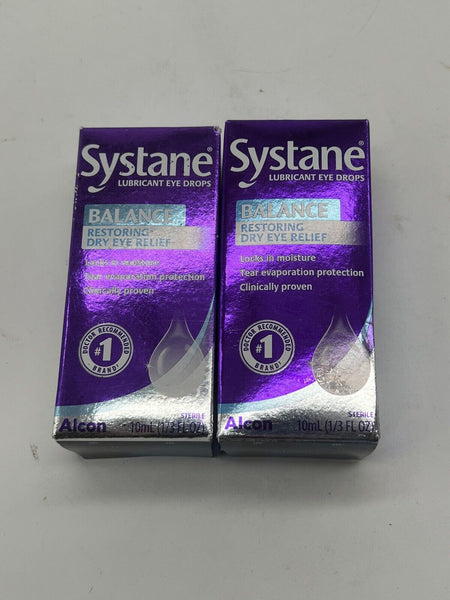 Systane®
LUBRICANT EYE DROPS
BALANCE
RESTORING*
DRY EYE RELIEF
Locks in moisture
Tear evaporation protection
Clinically proven
DOCTOR RECOMMENDED
#1
BRAND†
STERILE
Alcon
10mL (1/3 FL OZ)
Systane®
LUBRICANT EYE DROPS
BALANCE
RESTORING*
DRY EYE RELIEF
Locks in moisture
Tear evaporation protection
Clinically proven
DOCTOR RECOMMENDED
#1
BRAND†
STERILE
Alcon
10mL (1/3 FL OZ)